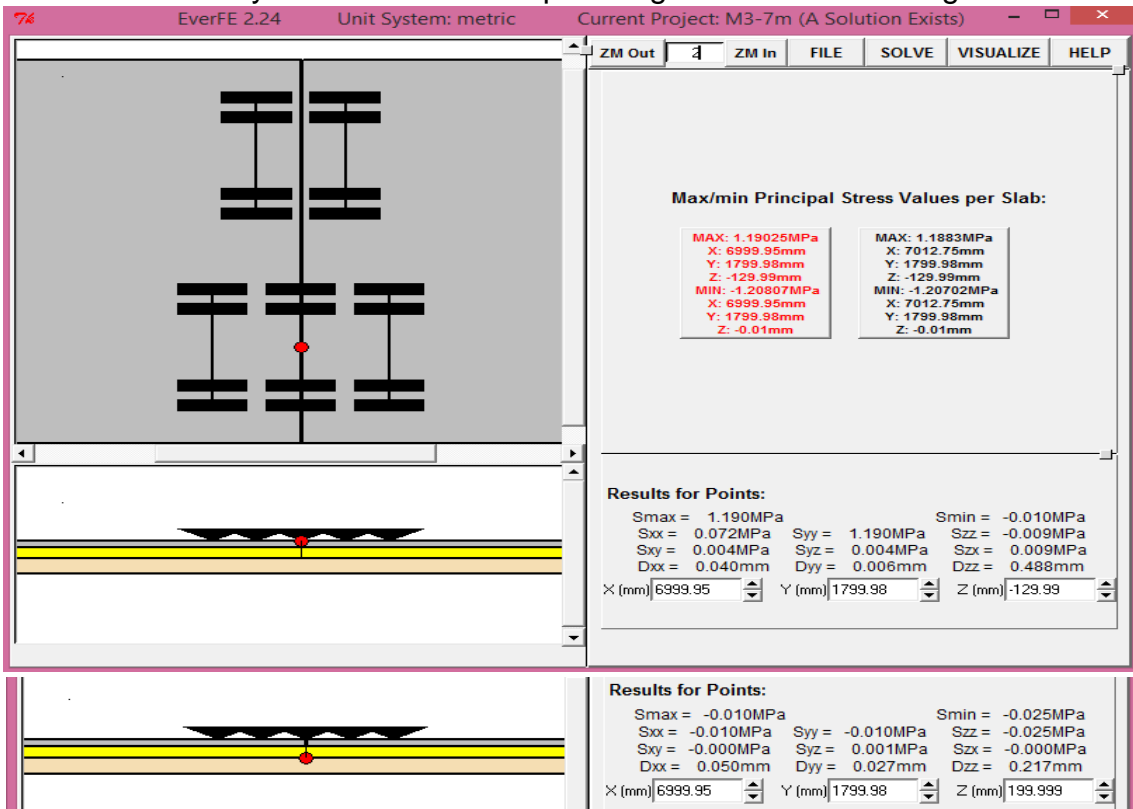 EverFE 2.24 Unit System: metric Current Project: M3-7m (A Solution Exists)
ZM Out 2 ZM In FILE SOLVE VISUALIZE HELP
Max/min Principal Stress Values per Slab:
MAX: 1.19025MPa
X: 6999.95mm
Y: 1799.98mm
Z: -129.99mm
MIN: -1.20807MPa
X: 6999.95mm
Y: 1799.98mm
Z: -0.01mm
MAX: 1.1883MPa
X: 7012.75mm
Y: 1799.98mm
Z: -129.99mm
MIN: -1.20702MPa
X: 7012.75mm
Y: 1799.98mm
Z: -0.01mm
Results for Points:
Smax = 1.190MPa Smin = -0.010MPa
Sxx = 0.072MPa Syy = 1.190MPa Szz = -0.009MPa
Sxy = 0.004MPa Syz = 0.004MPa Szx = 0.009MPa
Dxx = 0.040mm Dyy = 0.006mm Dzz = 0.488mm
X (mm) 6999.95 Y (mm) 1799.98 Z (mm) -129.99
Results for Points:
Smax = -0.010MPa Smin = -0.025MPa
Sxx = -0.010MPa Syy = -0.010MPa Szz = -0.025MPa
Sxy = -0.000MPa Syz = 0.001MPa Szx = -0.000MPa
Dxx = 0.050mm Dyy = 0.027mm Dzz = 0.217mm
X (mm) 6999.95 Y (mm) 1799.98 Z (mm) 199.999